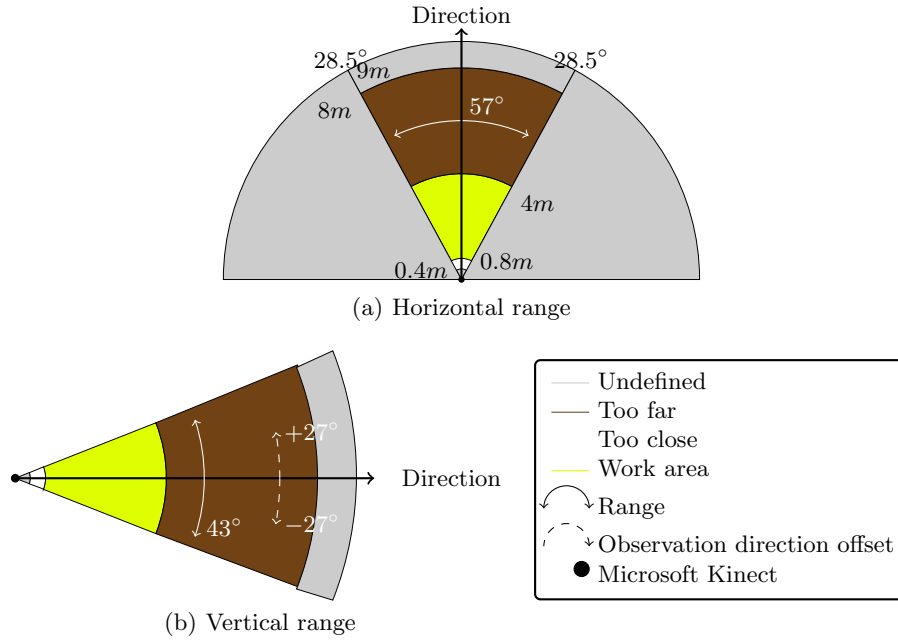 Direction
28.5°
28.5°
9m
8m
57°
4m
0.8m
0.4m
(a) Horizontal range
+27°
Direction
43°
−27°
(b) Vertical range
Undefined
Too far
Too close
Work area
Range
Observation direction offset
Microsoft Kinect